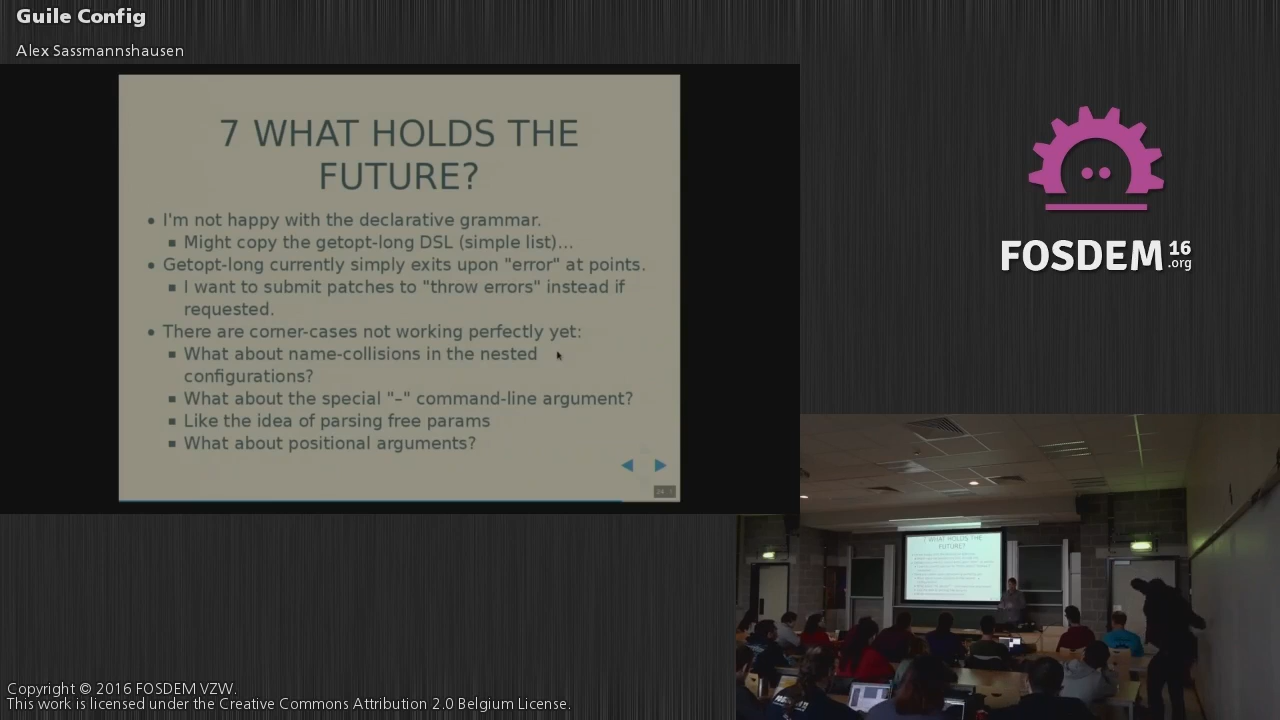 Guile Config
Alex Sassmannshausen
7 WHAT HOLDS THE
FUTURE?
• I'm not happy with the declarative grammar.
▪ Might copy the getopt-long DSL (simple list)...
• Getopt-long currently simply exits upon "error" at points.
▪ I want to submit patches to "throw errors" instead if
requested.
• There are corner-cases not working perfectly yet:
▪ What about name-collisions in the nested
configurations?
▪ What about the special "–" command-line argument?
▪ Like the idea of parsing free params
▪ What about positional arguments?
FOSDEM 16
.org
7 WHAT HOLDS THE
FUTURE?
Copyright © 2016 FOSDEM VZW.
This work is licensed under the Creative Commons Attribution 2.0 Belgium License.